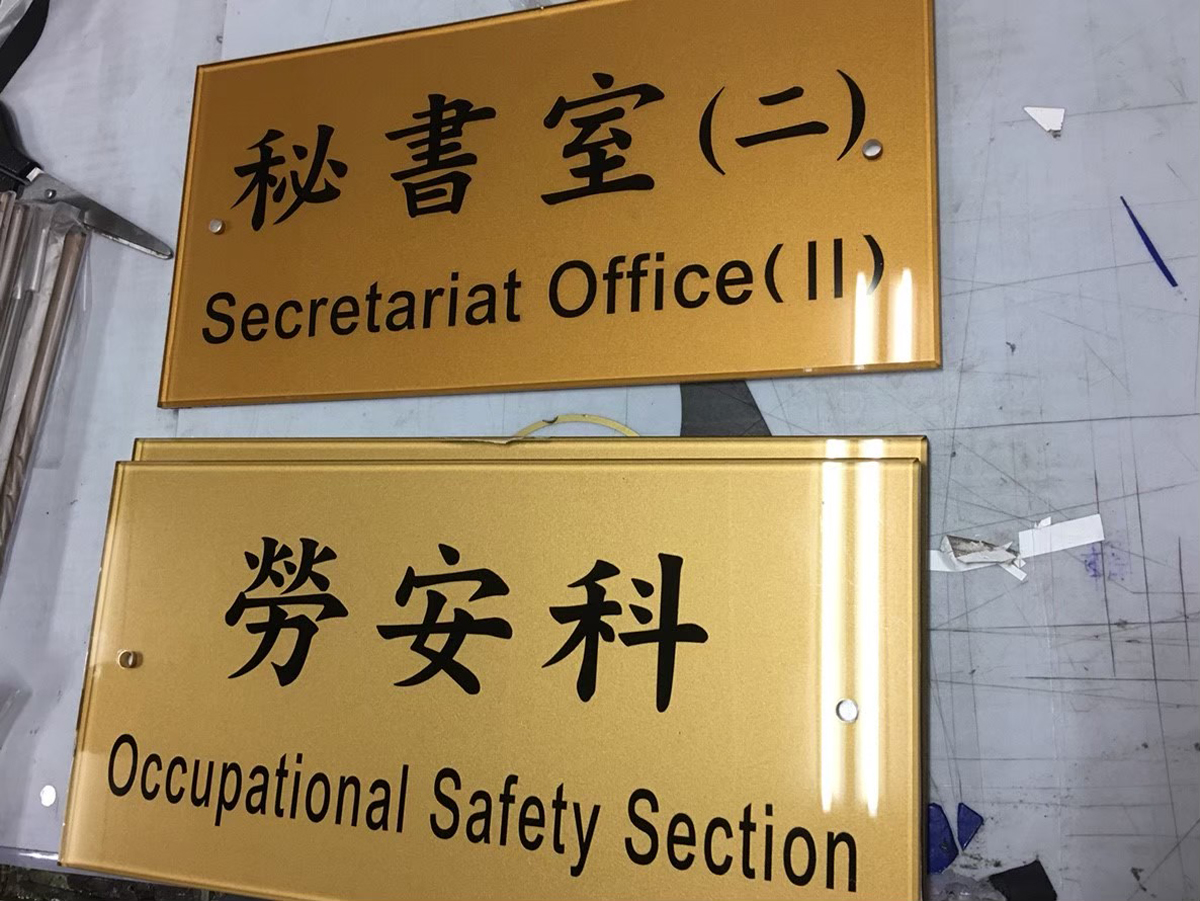 秘書室(二)
Secretariat Office(II)
勞安科
Occupational Safety Section